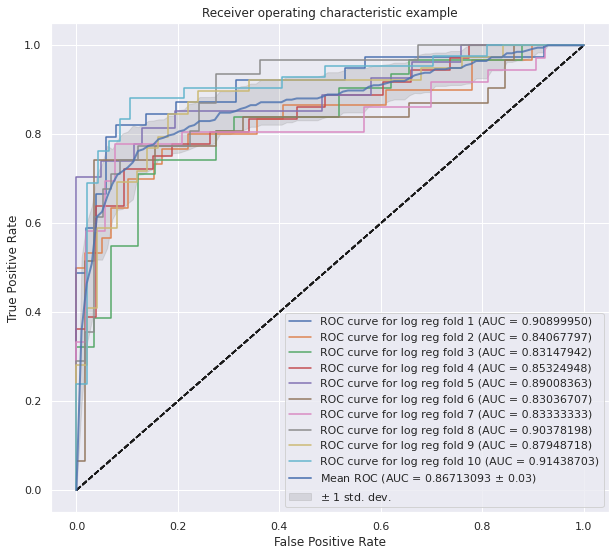 Receiver operating characteristic example
True Positive Rate
1.0
0.8
0.6
0.4
0.2
0.0
ROC curve for log reg fold 1 (AUC = 0.90899950)
ROC curve for log reg fold 2 (AUC = 0.84067797)
ROC curve for log reg fold 3 (AUC = 0.83147942)
ROC curve for log reg fold 4 (AUC = 0.85324948)
ROC curve for log reg fold 5 (AUC = 0.89008363)
ROC curve for log reg fold 6 (AUC = 0.83036707)
ROC curve for log reg fold 7 (AUC = 0.83333333)
ROC curve for log reg fold 8 (AUC = 0.90378198)
ROC curve for log reg fold 9 (AUC = 0.87948718)
ROC curve for log reg fold 10 (AUC = 0.91438703)
Mean ROC (AUC = 0.86713093 ± 0.03)
± 1 std. dev.
0.0 0.2 0.4 0.6 0.8 1.0
False Positive Rate